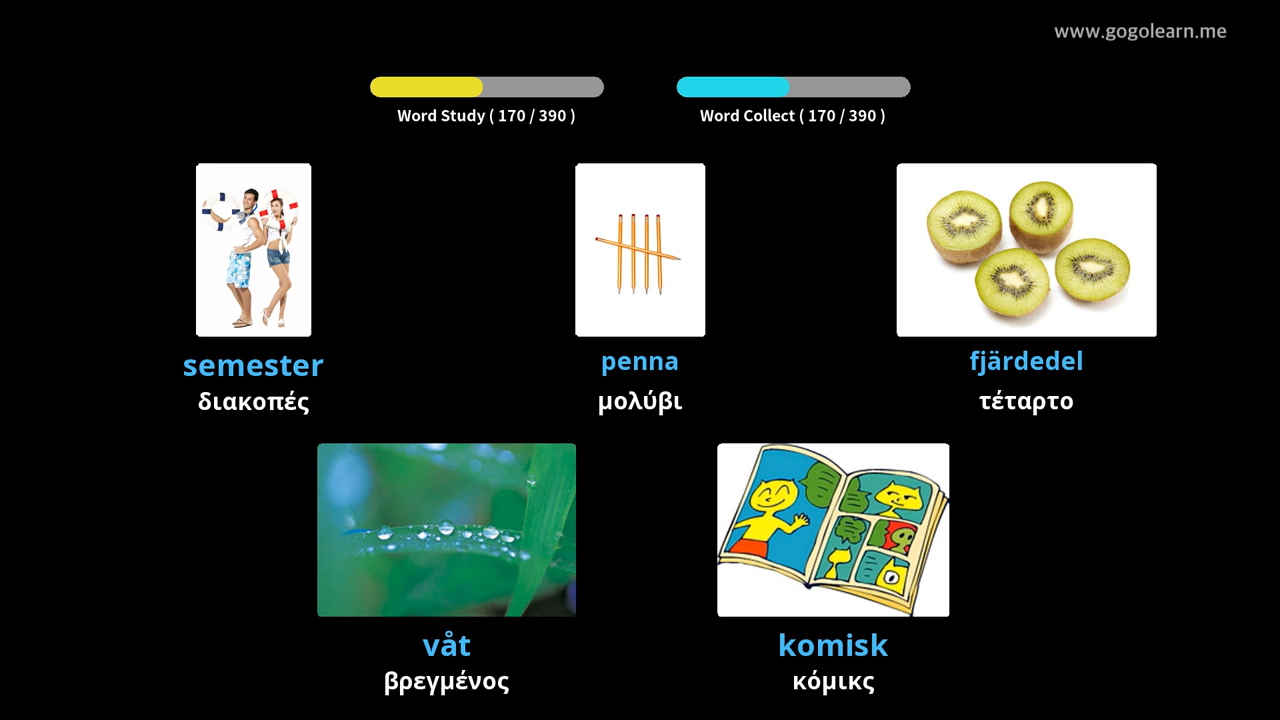 www.gogolearn.me
Word Study ( 170 / 390 )
Word Collect ( 170 / 390 )
semester
διακοπές
penna
μολύβι
fjärdedel
τέταρτο
våt
βρεγμένος
komisk
κόμικς